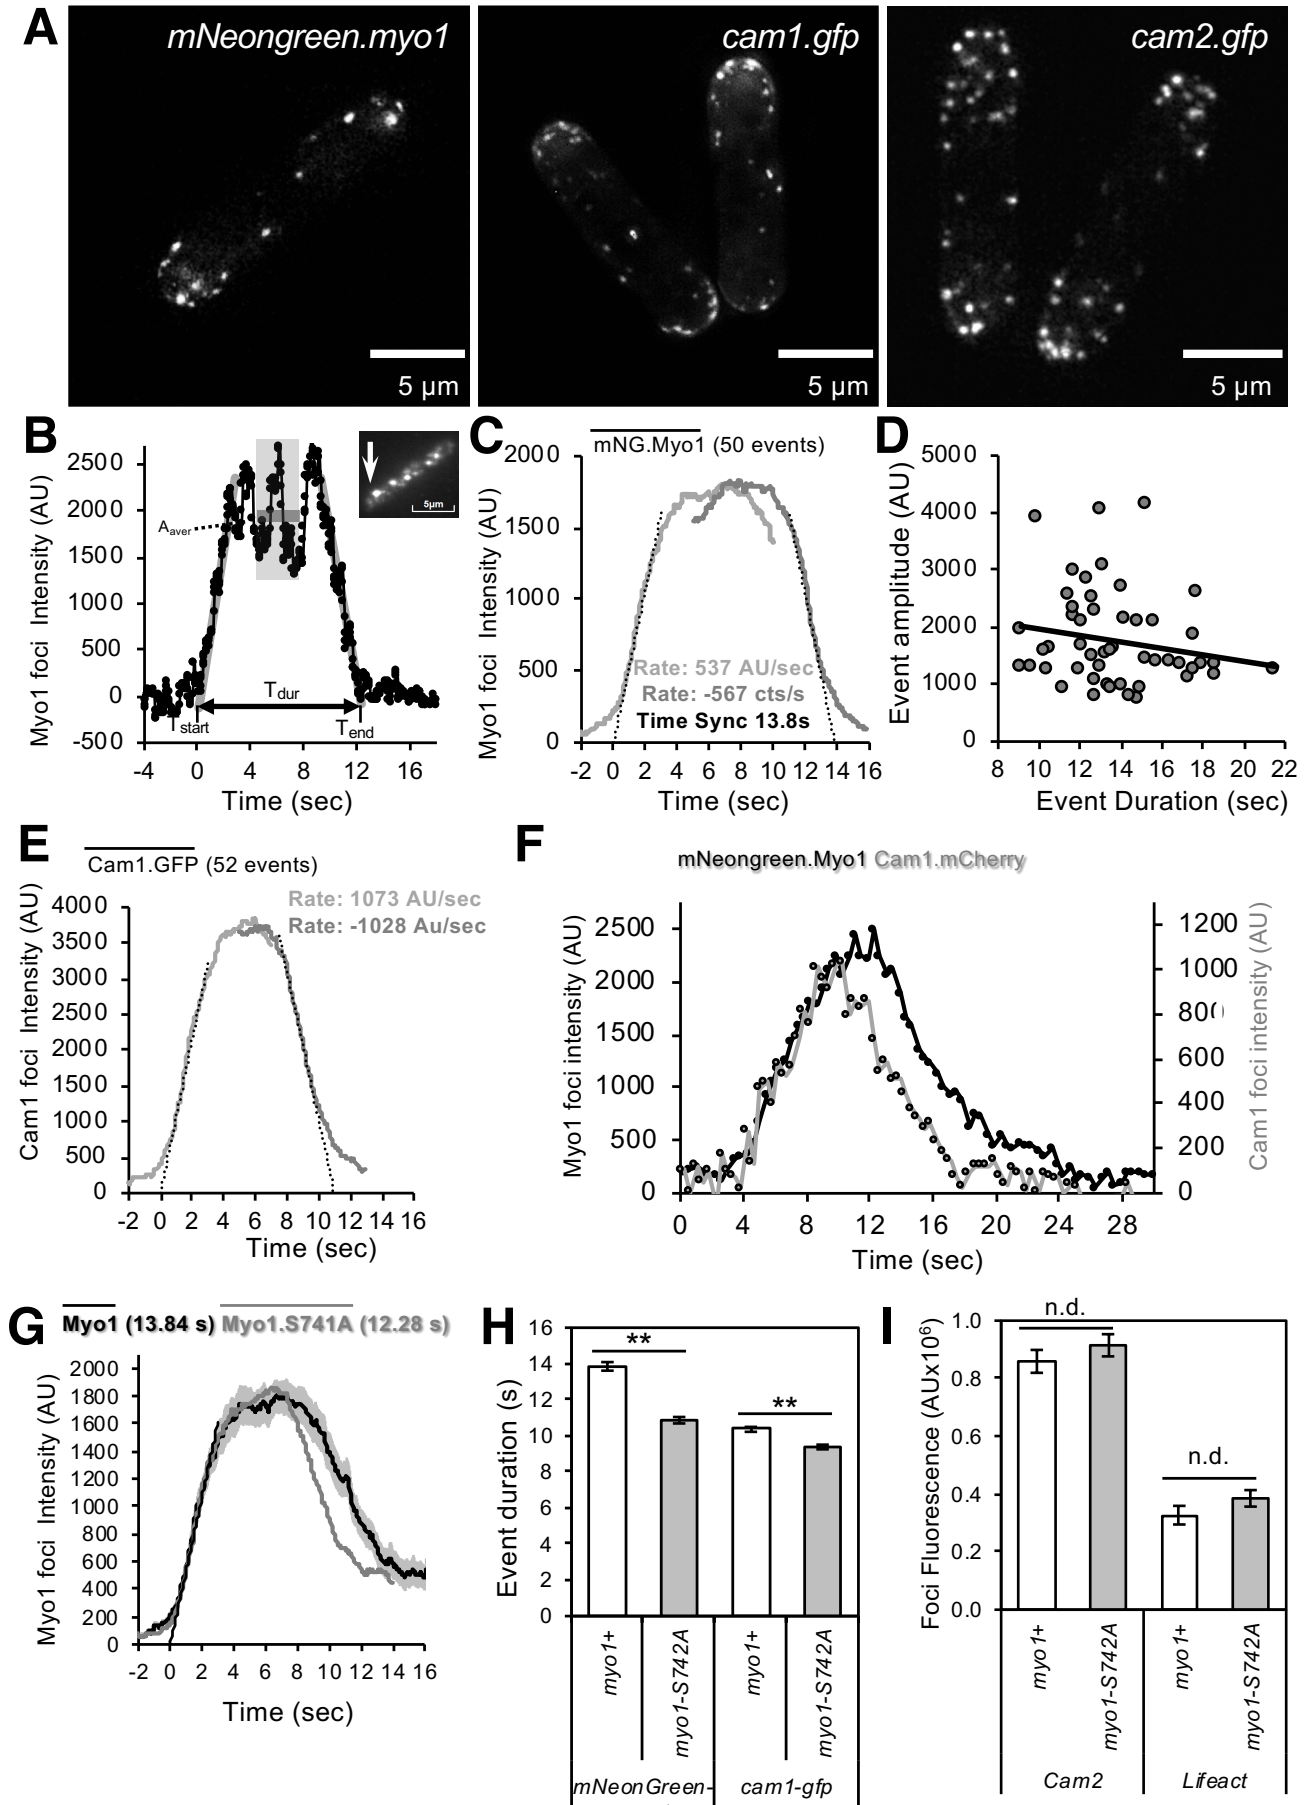 A
mNeongreen.myo1
cam1.gfp
cam2.gfp
5 µm
5 µm
5 µm
B
Myo1 foci Intensity (AU)
2500
2000
1500
1000
500
0
-500
Aaver
5µm
Tdur
Tstart
Tend
-4 0 4 8 12 16
Time (sec)
C
mNG.Myo1 (50 events)
Myo1 foci Intensity (AU)
2000
1500
1000
500
0
Rate: 537 AU/sec
Rate: -567 cts/s
Time Sync 13.8s
-2 0 2 4 6 8 10 12 14 16
Time (sec)
D
Event amplitude (AU)
5000
4000
3000
2000
1000
0
8 10 12 14 16 18 20 22
Event Duration (sec)
E
Cam1.GFP (52 events)
Cam1 foci Intensity (AU)
Rate: 1073 AU/sec
Rate: -1028 Au/sec
4000
3500
3000
2500
2000
1500
1000
500
0
-2 0 2 4 6 8 10 12 14 16
Time (sec)
F
mNeongreen.Myo1 Cam1.mCherry
Myo1 foci intensity (AU)
2500
2000
1500
1000
500
0
1200
1000
800
600
400
200
0
Cam1 foci intensity (AU)
0 4 8 12 16 20 24 28
Time (sec)
G
Myo1 (13.84 s) Myo1.S741A (12.28 s)
Myo1 foci Intensity (AU)
2000
1800
1600
1400
1200
1000
800
600
400
200
0
-2 0 2 4 6 8 10 12 14 16
Time (sec)
H
Event duration (s)
16
14
12
10
8
6
4
2
0
**
**
myo1+
myo1-S742A
myo1+
myo1-S742A
mNeonGreen-
cam1-gfp
I
Foci Fluorescence (AUx10⁶)
1.0
0.8
0.6
0.4
0.2
0.0
n.d.
n.d.
myo1+
myo1-S742A
myo1+
myo1-S742A
Cam2
Lifeact